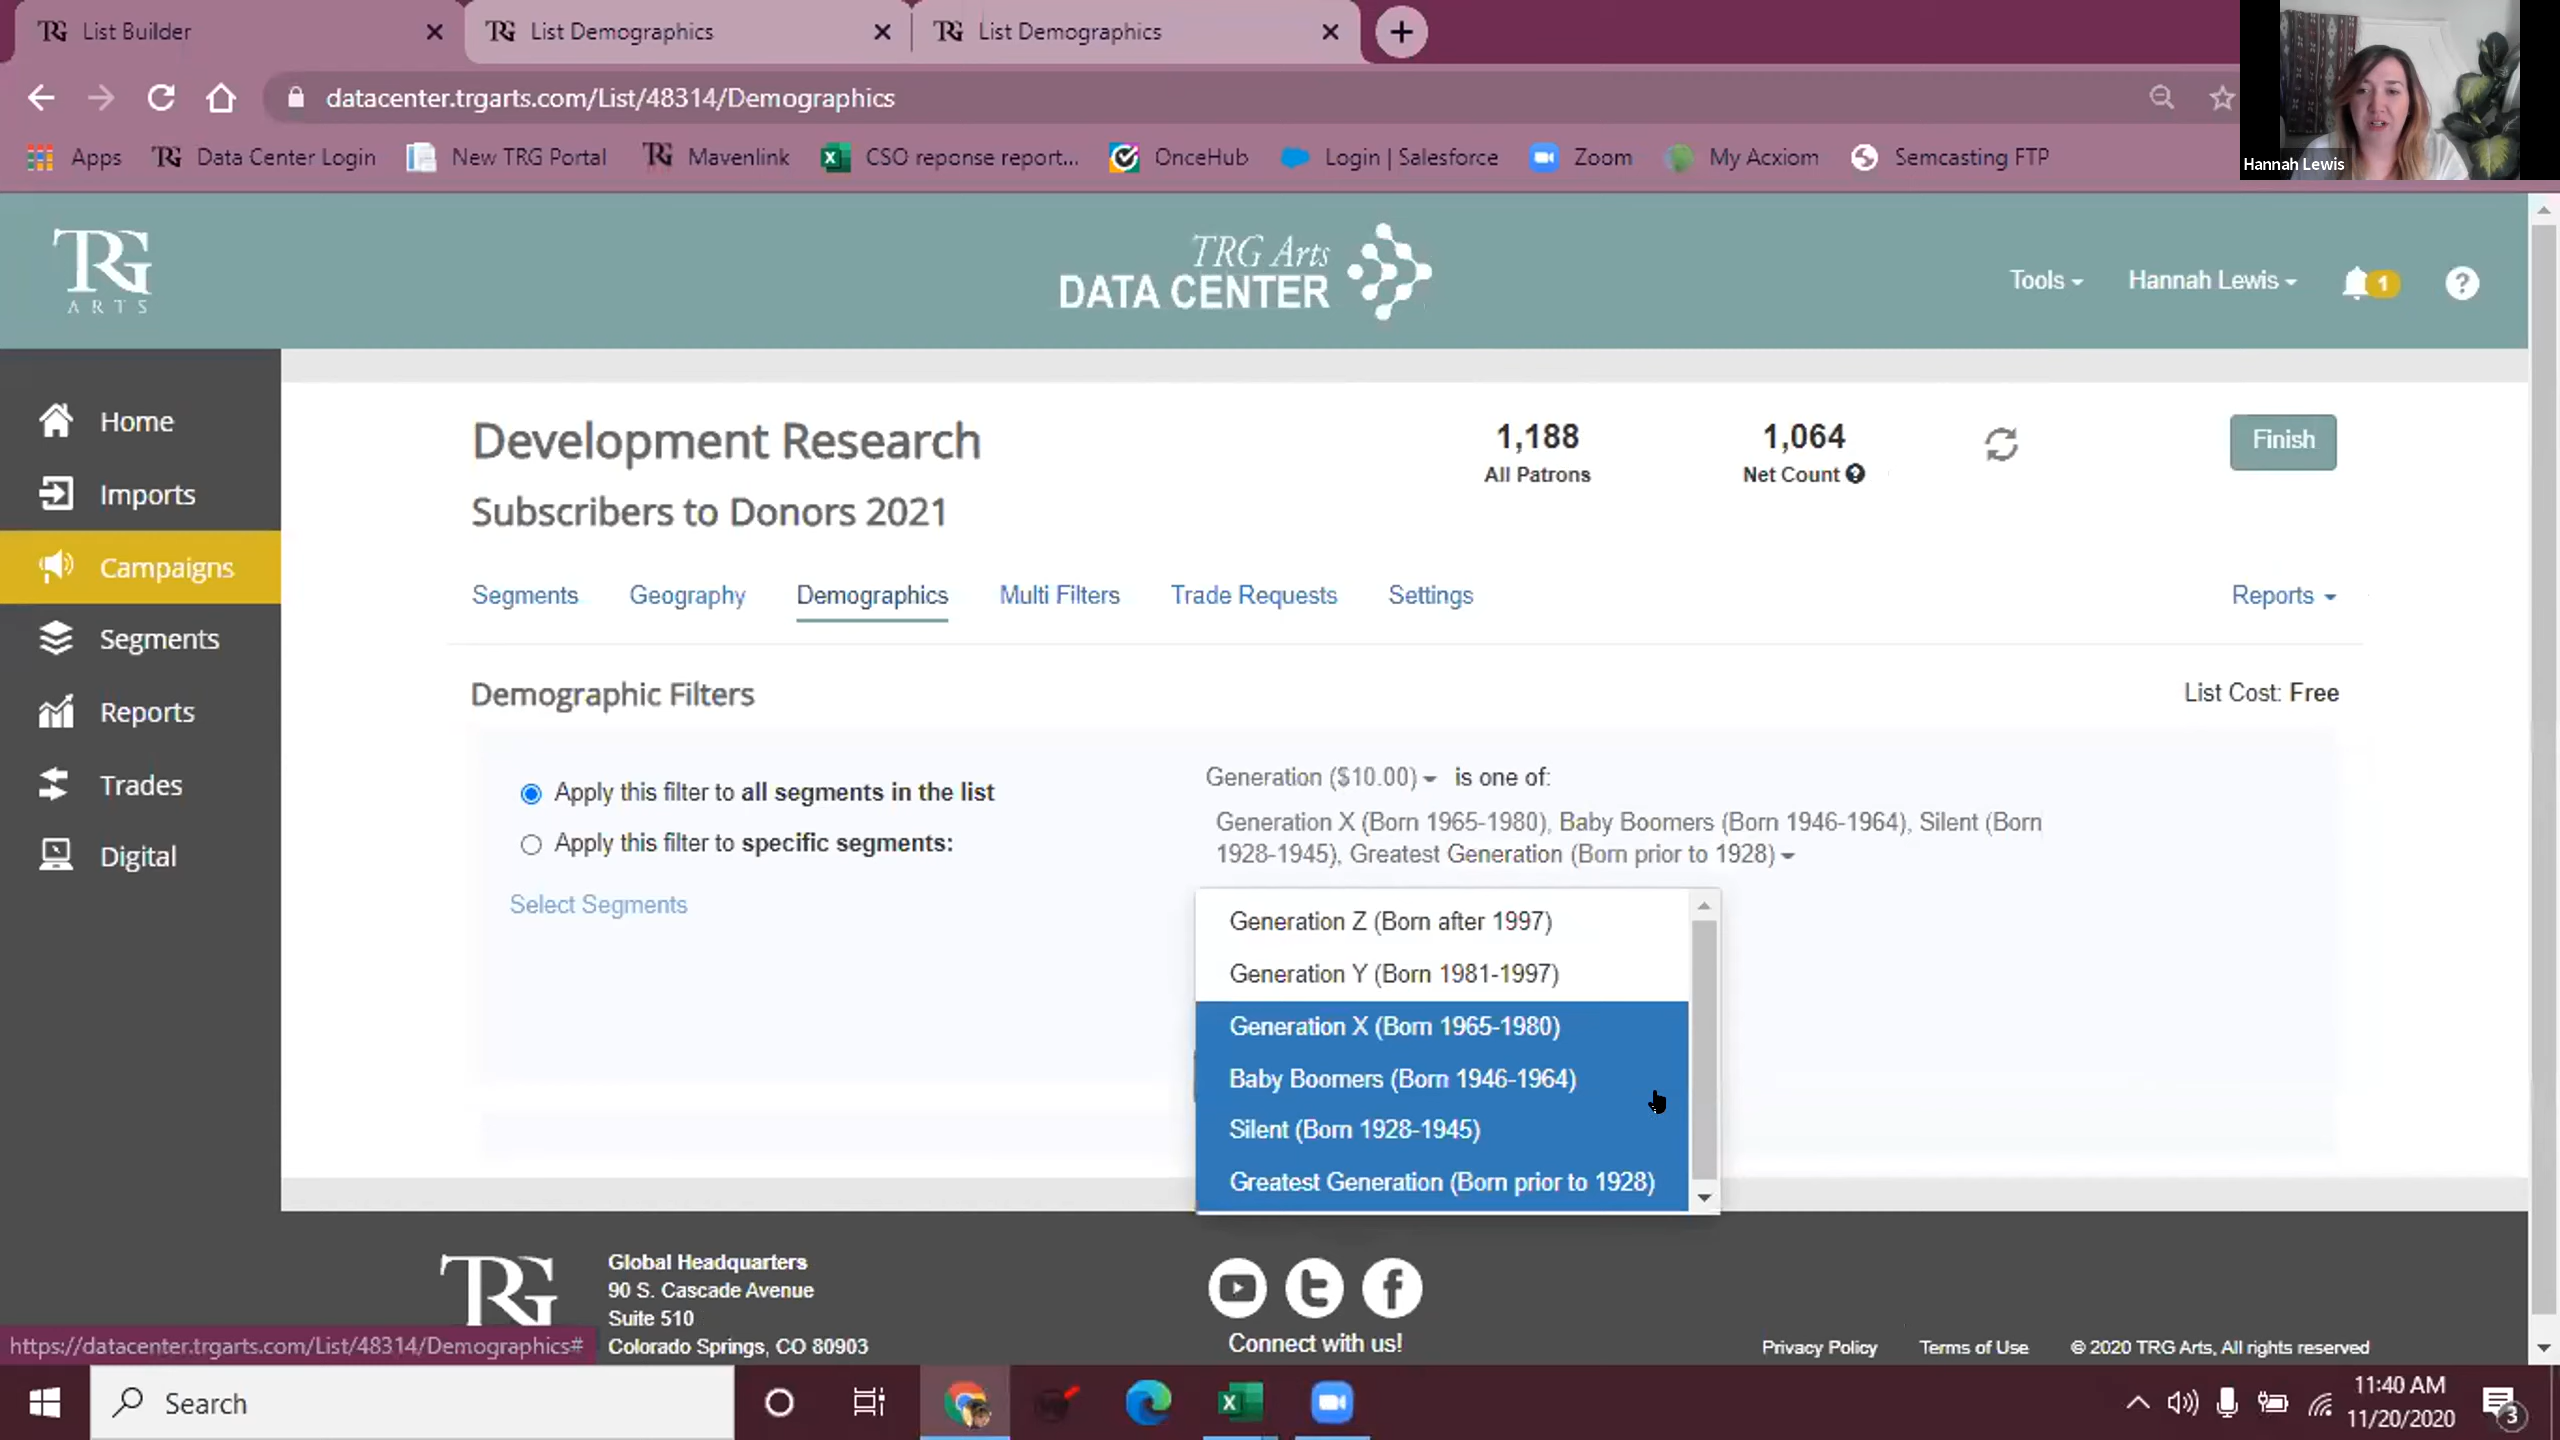 List Builder
List Demographics
List Demographics
datacenter.trgarts.com/List/48314/Demographics
Apps
Data Center Login
New TRG Portal
Mavenlink
CSO reponse report...
OnceHub
Login | Salesforce
Zoom
My Acxiom
Semcasting FTP
Hannah Lewis
TRG
ARTS
TRG Arts
DATA CENTER
Tools
Hannah Lewis
1
?
Home
Imports
Campaigns
Segments
Reports
Trades
Digital
Development Research
Subscribers to Donors 2021
1,188
All Patrons
1,064
Net Count ?
Finish
Segments
Geography
Demographics
Multi Filters
Trade Requests
Settings
Reports
Demographic Filters
List Cost: Free
Apply this filter to all segments in the list
Apply this filter to specific segments:
Select Segments
Generation ($10.00) is one of:
Generation X (Born 1965-1980), Baby Boomers (Born 1946-1964), Silent (Born
1928-1945), Greatest Generation (Born prior to 1928)
Generation Z (Born after 1997)
Generation Y (Born 1981-1997)
Generation X (Born 1965-1980)
Baby Boomers (Born 1946-1964)
Silent (Born 1928-1945)
Greatest Generation (Born prior to 1928)
TRG
Global Headquarters
90 S. Cascade Avenue
Suite 510
Colorado Springs, CO 80903
Connect with us!
Privacy Policy
Terms of Use
© 2020 TRG Arts, All rights reserved
https://datacenter.trgarts.com/List/48314/Demographics#
Search
11:40 AM
11/20/2020
3